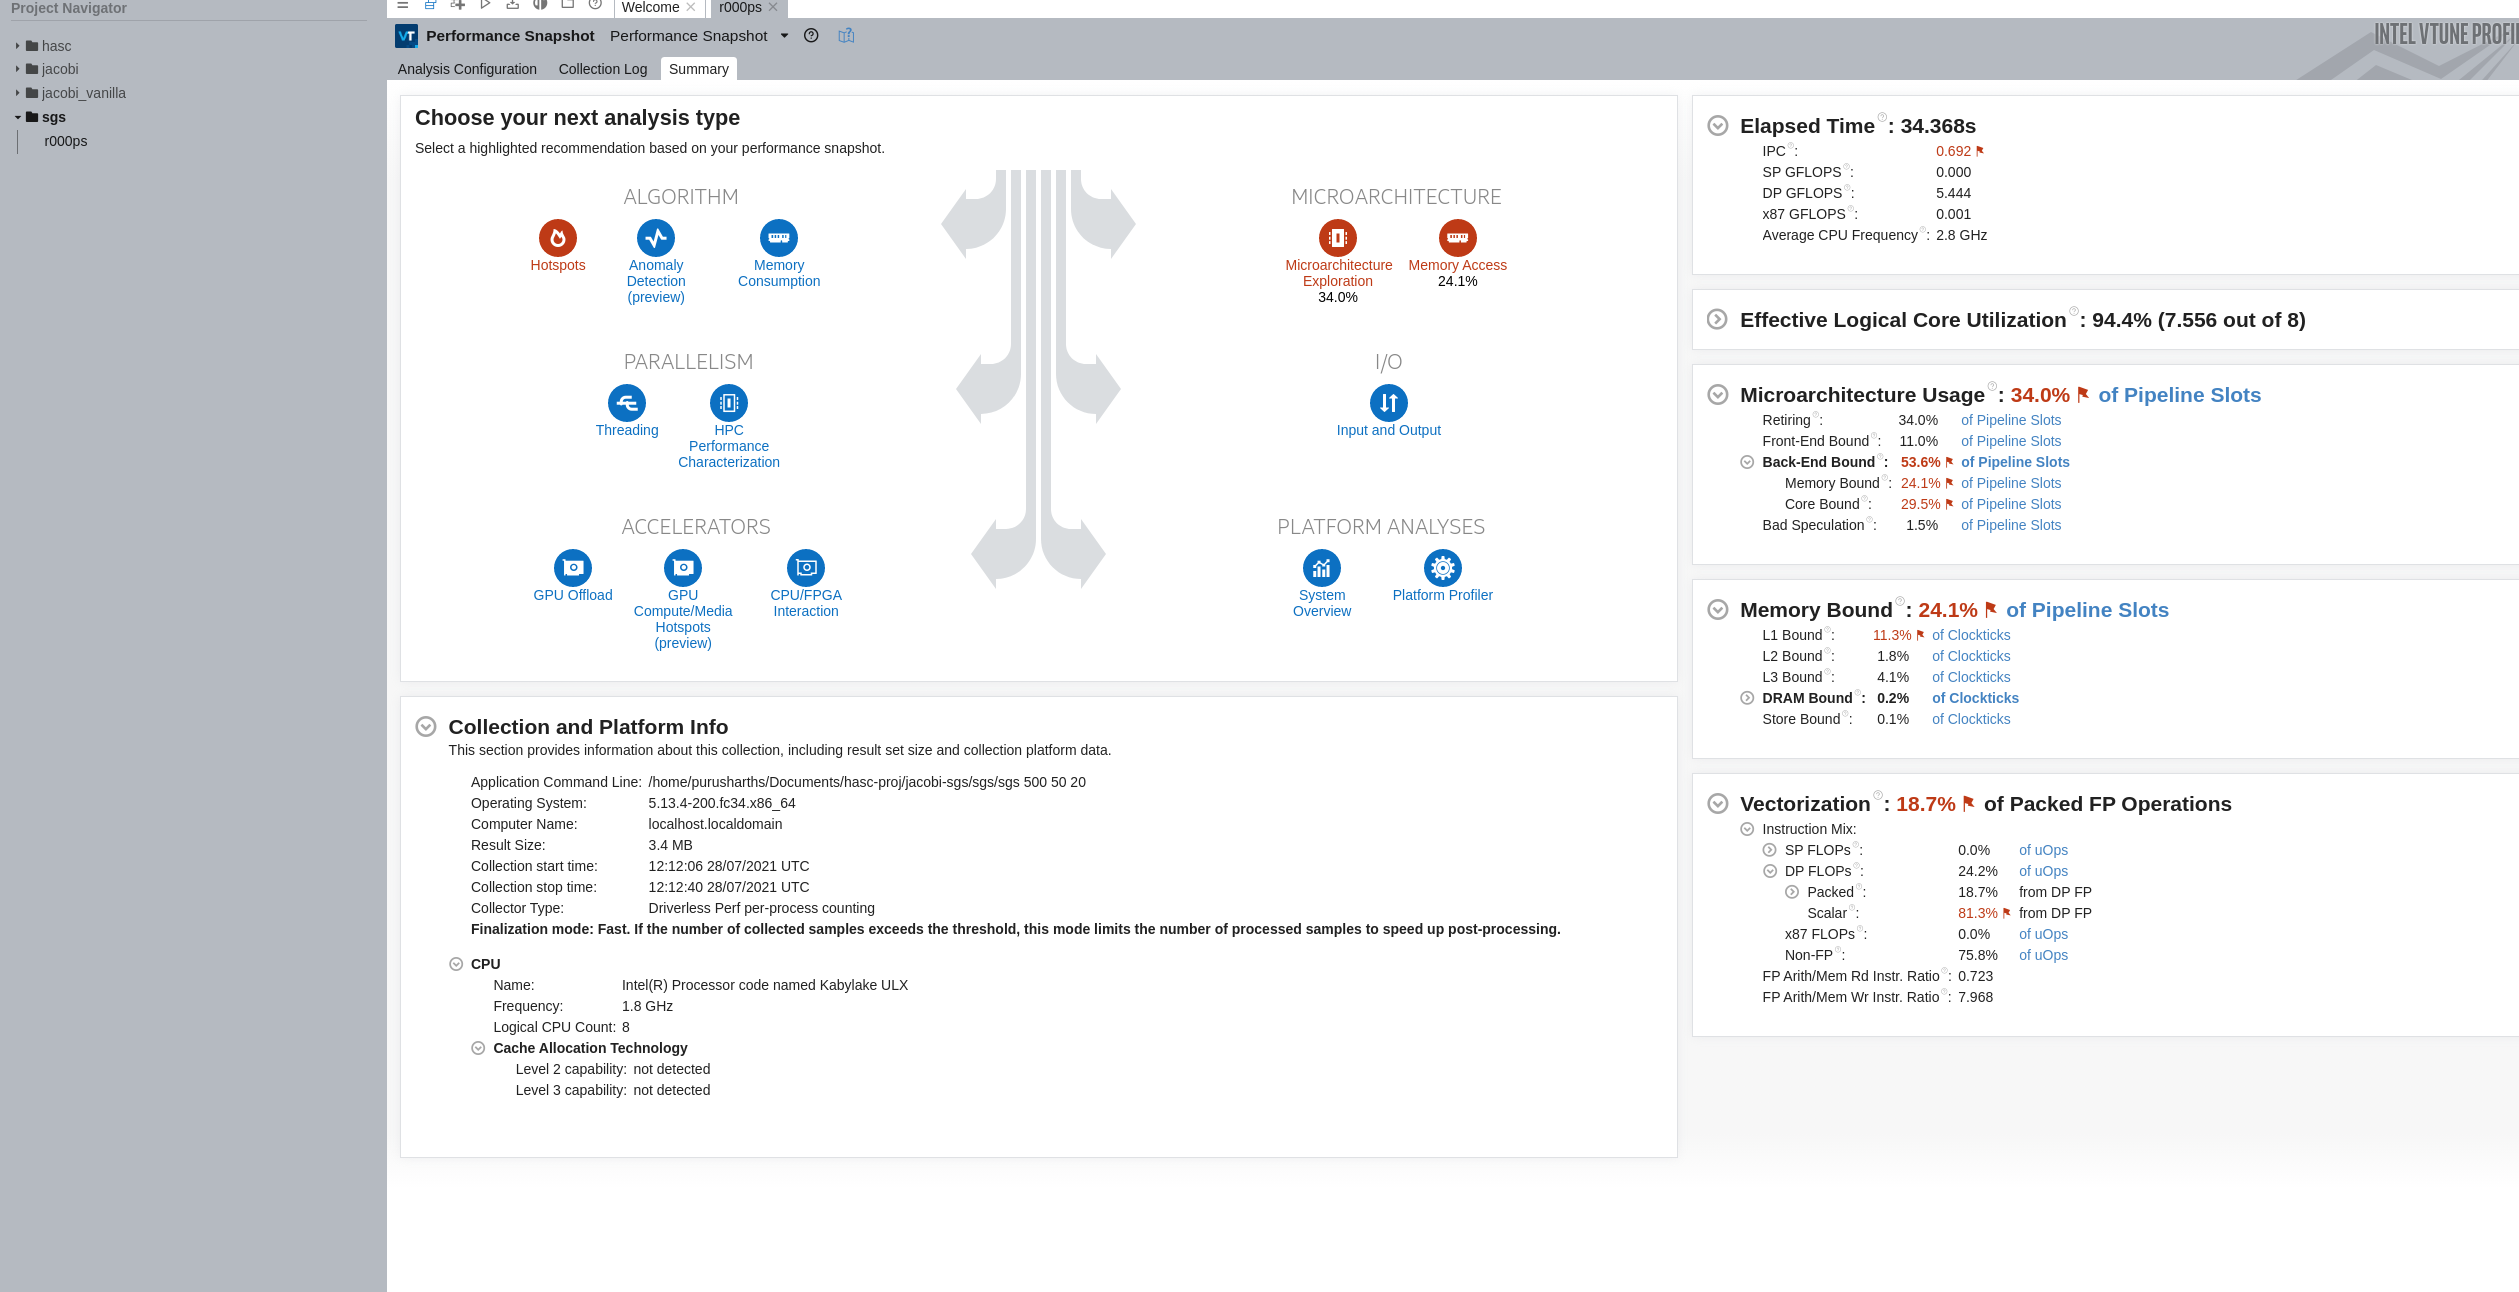 Project Navigator
hasc
jacobi
jacobi_vanilla
sgs
r000ps
Welcome
r000ps
VT Performance Snapshot Performance Snapshot
INTEL VTUNE PROFI
Analysis Configuration Collection Log Summary
Choose your next analysis type
Select a highlighted recommendation based on your performance snapshot.
ALGORITHM
Hotspots
Anomaly
Detection
(preview)
Memory
Consumption
MICROARCHITECTURE
Microarchitecture
Exploration
34.0%
Memory Access
24.1%
PARALLELISM
Threading
HPC
Performance
Characterization
I/O
Input and Output
ACCELERATORS
GPU Offload
GPU
Compute/Media
Hotspots
(preview)
CPU/FPGA
Interaction
PLATFORM ANALYSES
System
Overview
Platform Profiler
Collection and Platform Info
This section provides information about this collection, including result set size and collection platform data.
Application Command Line: /home/purusharths/Documents/hasc-proj/jacobi-sgs/sgs/sgs 500 50 20
Operating System: 5.13.4-200.fc34.x86_64
Computer Name: localhost.localdomain
Result Size: 3.4 MB
Collection start time: 12:12:06 28/07/2021 UTC
Collection stop time: 12:12:40 28/07/2021 UTC
Collector Type: Driverless Perf per-process counting
Finalization mode: Fast. If the number of collected samples exceeds the threshold, this mode limits the number of processed samples to speed up post-processing.
CPU
Name: Intel(R) Processor code named Kabylake ULX
Frequency: 1.8 GHz
Logical CPU Count: 8
Cache Allocation Technology
Level 2 capability: not detected
Level 3 capability: not detected
Elapsed Time: 34.368s
IPC: 0.692
SP GFLOPS: 0.000
DP GFLOPS: 5.444
x87 GFLOPS: 0.001
Average CPU Frequency: 2.8 GHz
Effective Logical Core Utilization: 94.4% (7.556 out of 8)
Microarchitecture Usage: 34.0% of Pipeline Slots
Retiring: 34.0% of Pipeline Slots
Front-End Bound: 11.0% of Pipeline Slots
Back-End Bound: 53.6% of Pipeline Slots
Memory Bound: 24.1% of Pipeline Slots
Core Bound: 29.5% of Pipeline Slots
Bad Speculation: 1.5% of Pipeline Slots
Memory Bound: 24.1% of Pipeline Slots
L1 Bound: 11.3% of Clockticks
L2 Bound: 1.8% of Clockticks
L3 Bound: 4.1% of Clockticks
DRAM Bound: 0.2% of Clockticks
Store Bound: 0.1% of Clockticks
Vectorization: 18.7% of Packed FP Operations
Instruction Mix:
SP FLOPs: 0.0% of uOps
DP FLOPs: 24.2% of uOps
Packed: 18.7% from DP FP
Scalar: 81.3% from DP FP
x87 FLOPs: 0.0% of uOps
Non-FP: 75.8% of uOps
FP Arith/Mem Rd Instr. Ratio: 0.723
FP Arith/Mem Wr Instr. Ratio: 7.968